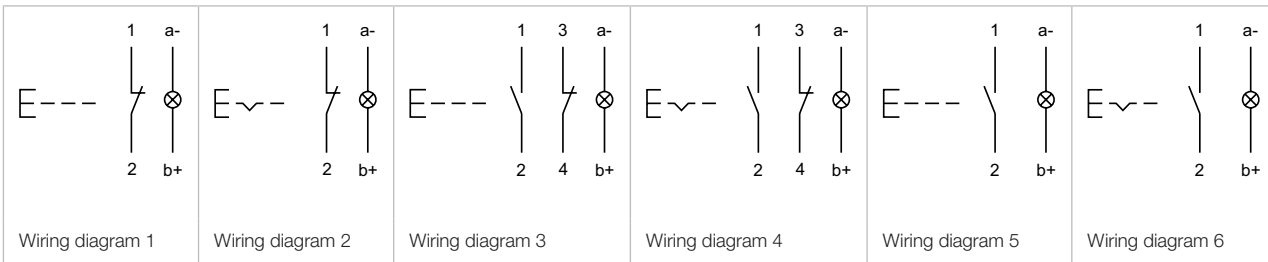 1 a- 1 a- 1 3 a- 1 3 a- 1 a- 1 a-
2 b+ 2 b+ 2 4 b+ 2 4 b+ 2 b+ 2 b+
Wiring diagram 1 Wiring diagram 2 Wiring diagram 3 Wiring diagram 4 Wiring diagram 5 Wiring diagram 6